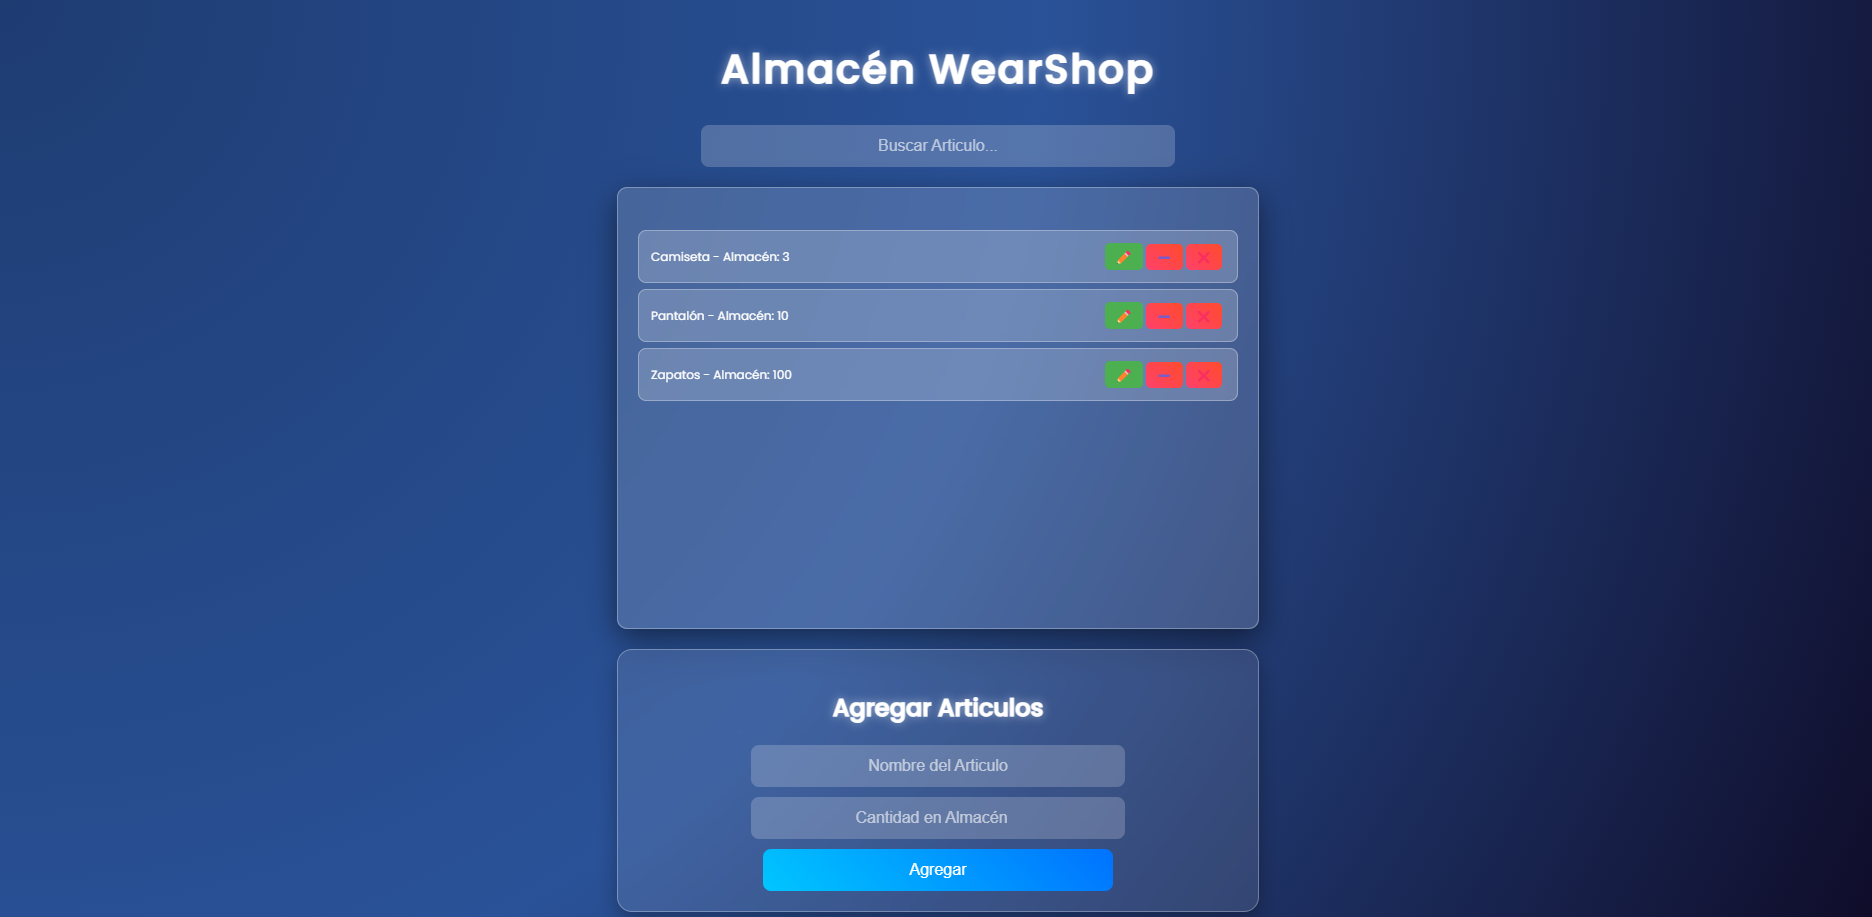 Almacén WearShop
Buscar Articulo...
Camiseta - Almacén: 3
Pantalón - Almacén: 10
Zapatos - Almacén: 100
Agregar Articulos
Nombre del Articulo
Cantidad en Almacén
Agregar